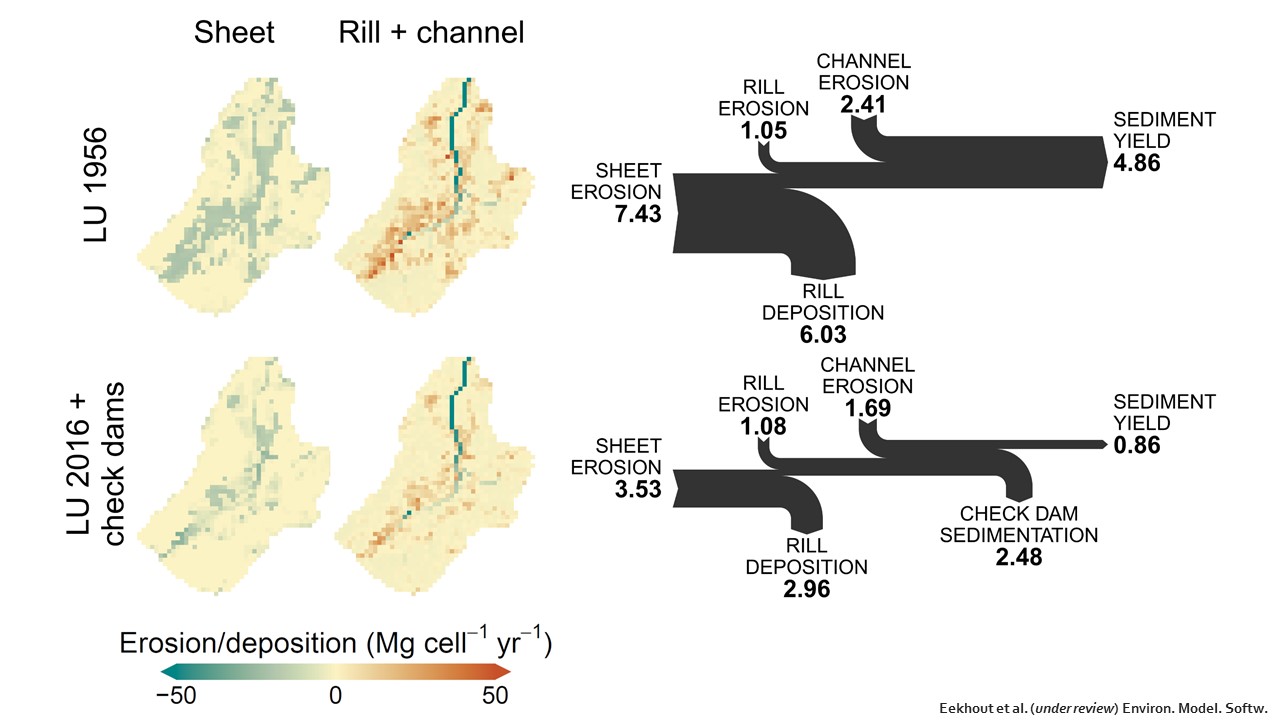 Sheet
Rill + channel
LU 1956
SHEET
EROSION
7.43
RILL
EROSION
1.05
CHANNEL
EROSION
2.41
SEDIMENT
YIELD
4.86
RILL
DEPOSITION
6.03
LU 2016 +
check dams
SHEET
EROSION
3.53
RILL
EROSION
1.08
CHANNEL
EROSION
1.69
SEDIMENT
YIELD
0.86
RILL
DEPOSITION
2.96
CHECK DAM
SEDIMENTATION
2.48
Erosion/deposition (Mg cell⁻¹ yr⁻¹)
−50 0 50
Eekhout et al. (under review) Environ. Model. Softw.